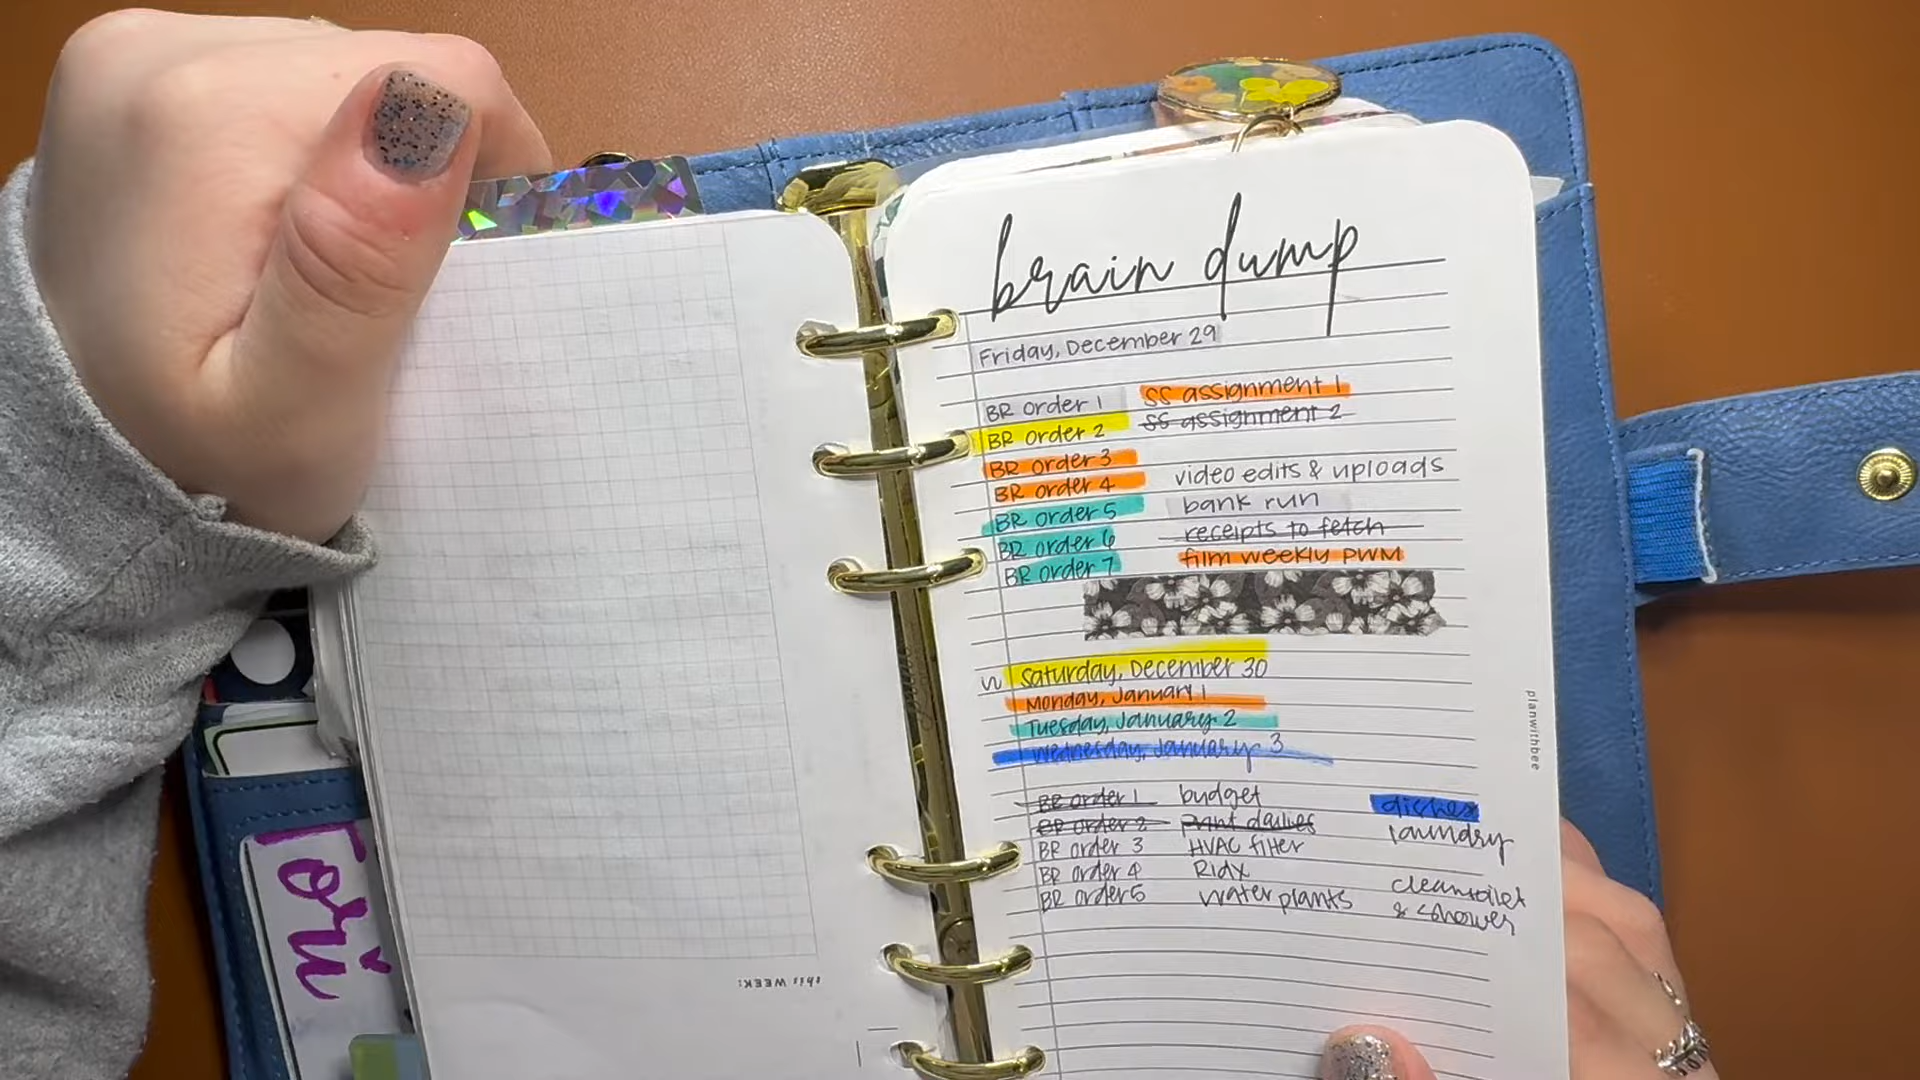 brain dump
Friday, December 29
BR order 1 SS assignment 1
BR order 2 SS assignment 2
BR order 3
BR order 4 video edits & uploads
BR order 5 bank run
BR order 6 receipts to fetch
BR order 7 film weekly PWM
Saturday, December 30
Monday, January 1
Tuesday, January 2
Wednesday, January 3
BR order 1 budget dishes
BR order 2 print dailies laundry
BR order 3 HVAC filter
BR order 4 Ridx
BR order 5 water plants clean toilet
& shower
planwithbee
this WEEK:
Tori